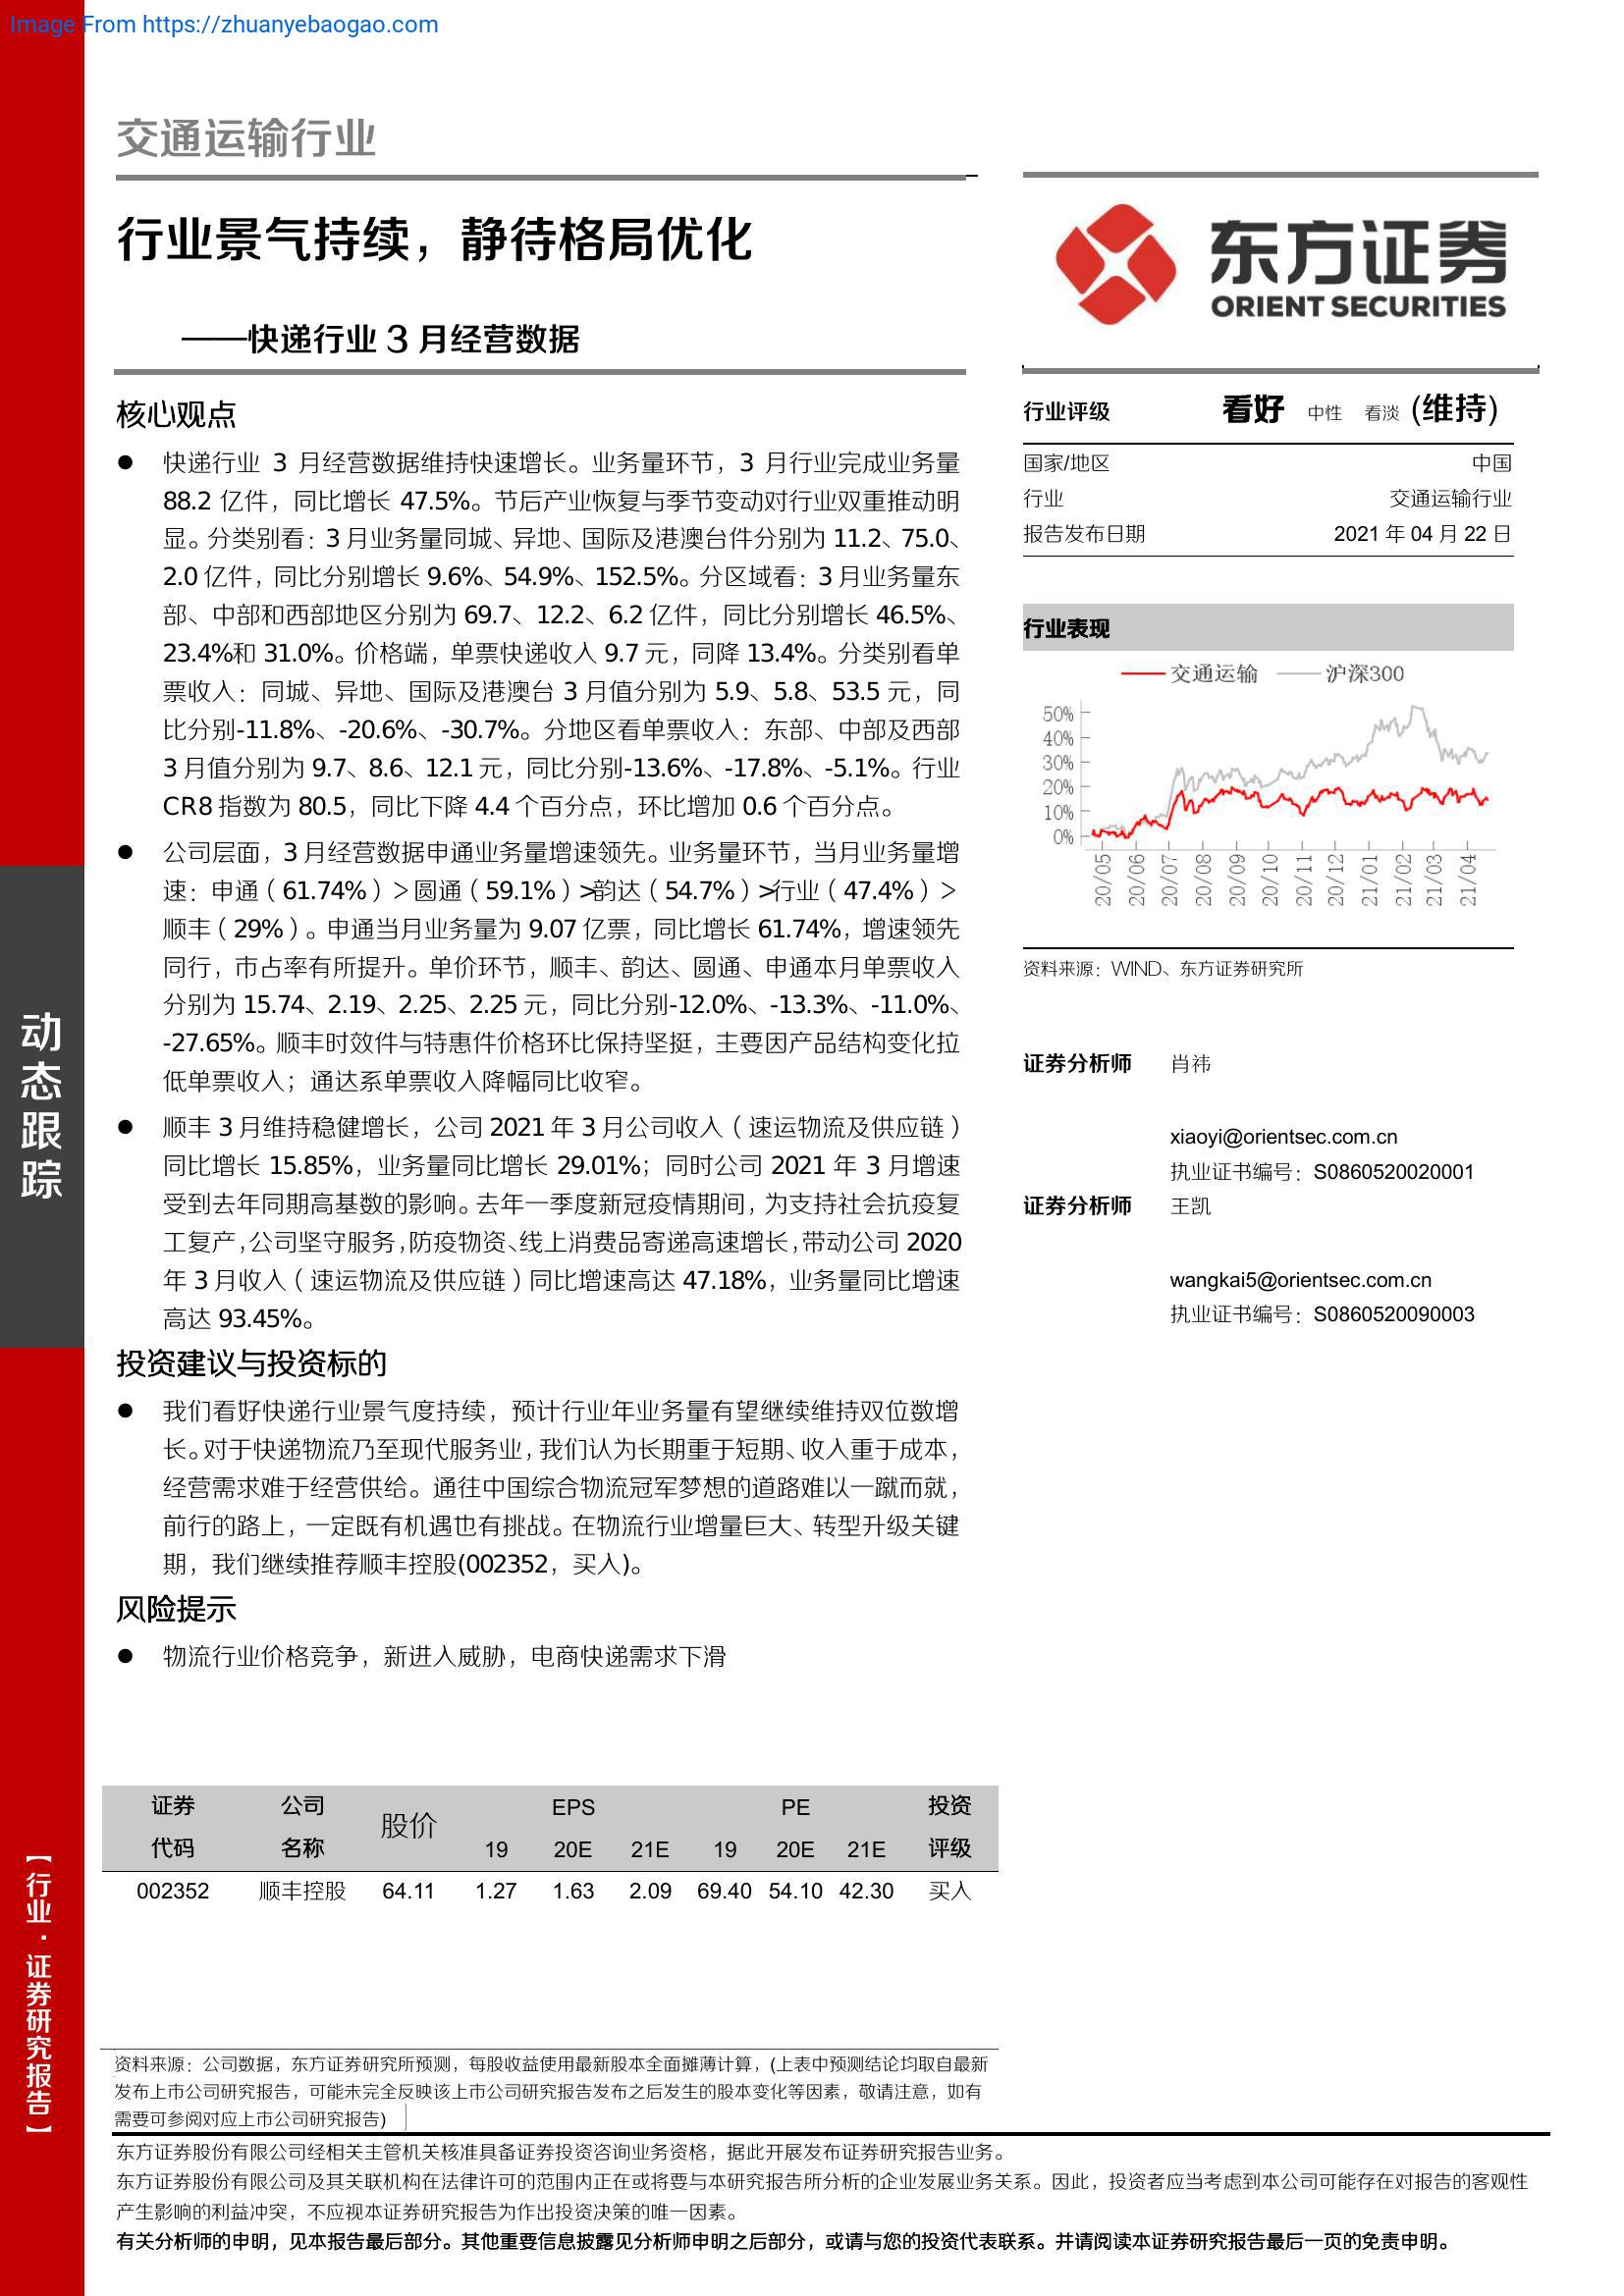 Image From https://zhuanyebaogao.com
交通运输行业
行业景气持续，静待格局优化
——快递行业 3 月经营数据
核心观点
● 快递行业 3 月经营数据维持快速增长。业务量环节，3 月行业完成业务量
88.2 亿件，同比增长 47.5%。节后产业恢复与季节变动对行业双重推动明
显。分类别看：3 月业务量同城、异地、国际及港澳台件分别为 11.2、75.0、
2.0 亿件，同比分别增长 9.6%、54.9%、152.5%。分区域看：3 月业务量东
部、中部和西部地区分别为 69.7、12.2、6.2 亿件，同比分别增长 46.5%、
23.4%和 31.0%。价格端，单票快递收入 9.7 元，同降 13.4%。分类别看单
票收入：同城、异地、国际及港澳台 3 月值分别为 5.9、5.8、53.5 元，同
比分别-11.8%、-20.6%、-30.7%。分地区看单票收入：东部、中部及西部
3 月值分别为 9.7、8.6、12.1 元，同比分别-13.6%、-17.8%、-5.1%。行业
CR8 指数为 80.5，同比下降 4.4 个百分点，环比增加 0.6 个百分点。
● 公司层面，3 月经营数据申通业务量增速领先。业务量环节，当月业务量增
速：申通（61.74%）＞圆通（59.1%）>韵达（54.7%）>行业（47.4%）＞
顺丰（29%）。申通当月业务量为 9.07 亿票，同比增长 61.74%，增速领先
同行，市占率有所提升。单价环节，顺丰、韵达、圆通、申通本月单票收入
分别为 15.74、2.19、2.25、2.25 元，同比分别-12.0%、-13.3%、-11.0%、
-27.65%。顺丰时效件与特惠件价格环比保持坚挺，主要因产品结构变化拉
低单票收入；通达系单票收入降幅同比收窄。
● 顺丰 3 月维持稳健增长，公司 2021 年 3 月公司收入（速运物流及供应链）
同比增长 15.85%，业务量同比增长 29.01%；同时公司 2021 年 3 月增速
受到去年同期高基数的影响。去年一季度新冠疫情期间，为支持社会抗疫复
工复产,公司坚守服务,防疫物资、线上消费品寄递高速增长,带动公司 2020
年 3 月收入（速运物流及供应链）同比增速高达 47.18%，业务量同比增速
高达 93.45%。
投资建议与投资标的
● 我们看好快递行业景气度持续，预计行业年业务量有望继续维持双位数增
长。对于快递物流乃至现代服务业,我们认为长期重于短期、收入重于成本，
经营需求难于经营供给。通往中国综合物流冠军梦想的道路难以一蹴而就，
前行的路上，一定既有机遇也有挑战。在物流行业增量巨大、转型升级关键
期，我们继续推荐顺丰控股(002352，买入)。
风险提示
● 物流行业价格竞争，新进入威胁，电商快递需求下滑
证券 公司 股价 EPS PE 投资
代码 名称 19 20E 21E 19 20E 21E 评级
002352 顺丰控股 64.11 1.27 1.63 2.09 69.40 54.10 42.30 买入
资料来源：公司数据，东方证券研究所预测，每股收益使用最新股本全面摊薄计算，(上表中预测结论均取自最新
发布上市公司研究报告，可能未完全反映该上市公司研究报告发布之后发生的股本变化等因素，敬请注意，如有
需要可参阅对应上市公司研究报告)
东方证券
ORIENT SECURITIES
行业评级 看好 中性 看淡 (维持)
国家/地区 中国
行业 交通运输行业
报告发布日期 2021 年 04 月 22 日
行业表现
交通运输 沪深300
50%
40%
30%
20%
10%
0%
20/05 20/06 20/07 20/08 20/09 20/10 20/11 20/12 21/01 21/02 21/03 21/04
资料来源：WIND、东方证券研究所
证券分析师 肖祎
xiaoyi@orientsec.com.cn
执业证书编号：S0860520020001
证券分析师 王凯
wangkai5@orientsec.com.cn
执业证书编号：S0860520090003
动态跟踪
【行业·证券研究报告】
东方证券股份有限公司经相关主管机关核准具备证券投资咨询业务资格，据此开展发布证券研究报告业务。
东方证券股份有限公司及其关联机构在法律许可的范围内正在或将要与本研究报告所分析的企业发展业务关系。因此，投资者应当考虑到本公司可能存在对报告的客观性
产生影响的利益冲突，不应视本证券研究报告为作出投资决策的唯一因素。
有关分析师的申明，见本报告最后部分。其他重要信息披露见分析师申明之后部分，或请与您的投资代表联系。并请阅读本证券研究报告最后一页的免责申明。